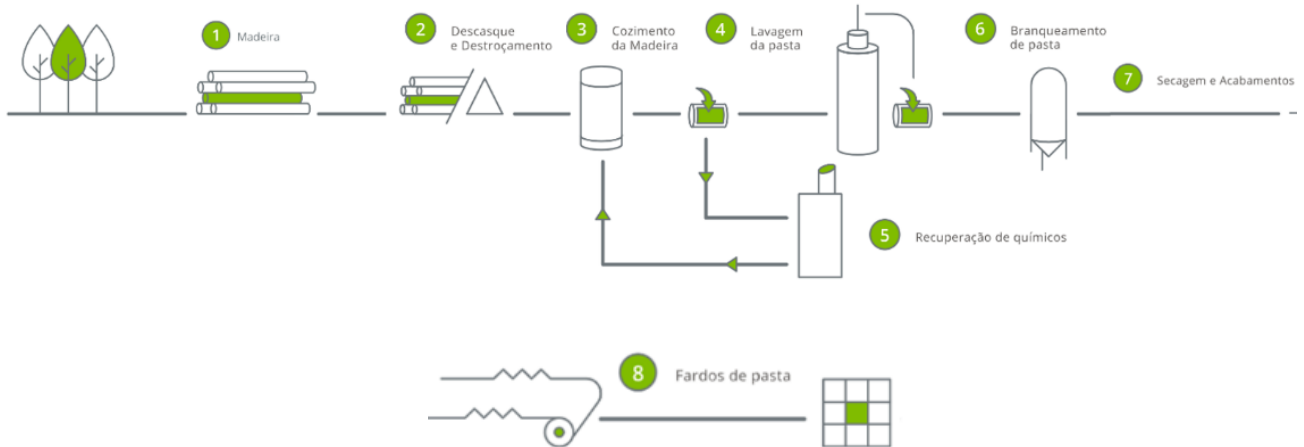 1 Madeira
2 Descasque
e Destroçamento
3 Cozimento
da Madeira
4 Lavagem
da pasta
6 Branqueamento
de pasta
7 Secagem e Acabamentos
5 Recuperação de químicos
8 Fardos de pasta